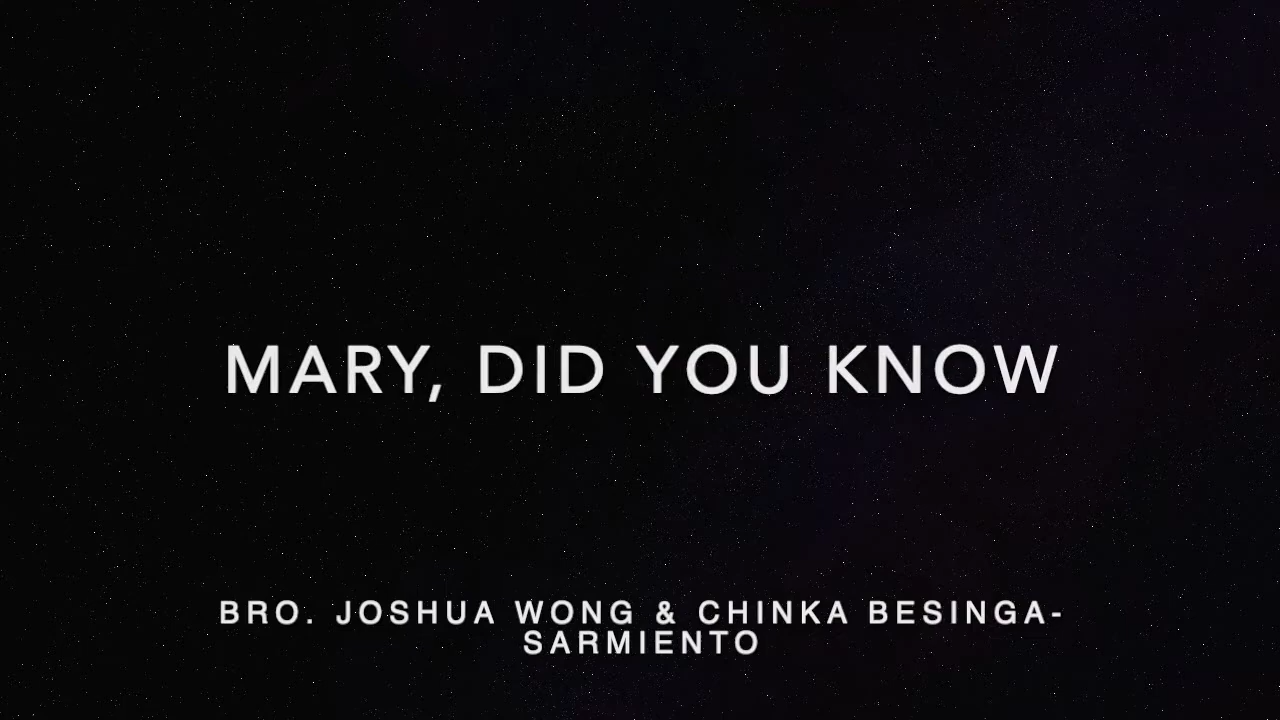 MARY, DID YOU KNOW
BRO. JOSHUA WONG & CHINKA BESINGA-
SARMIENTO